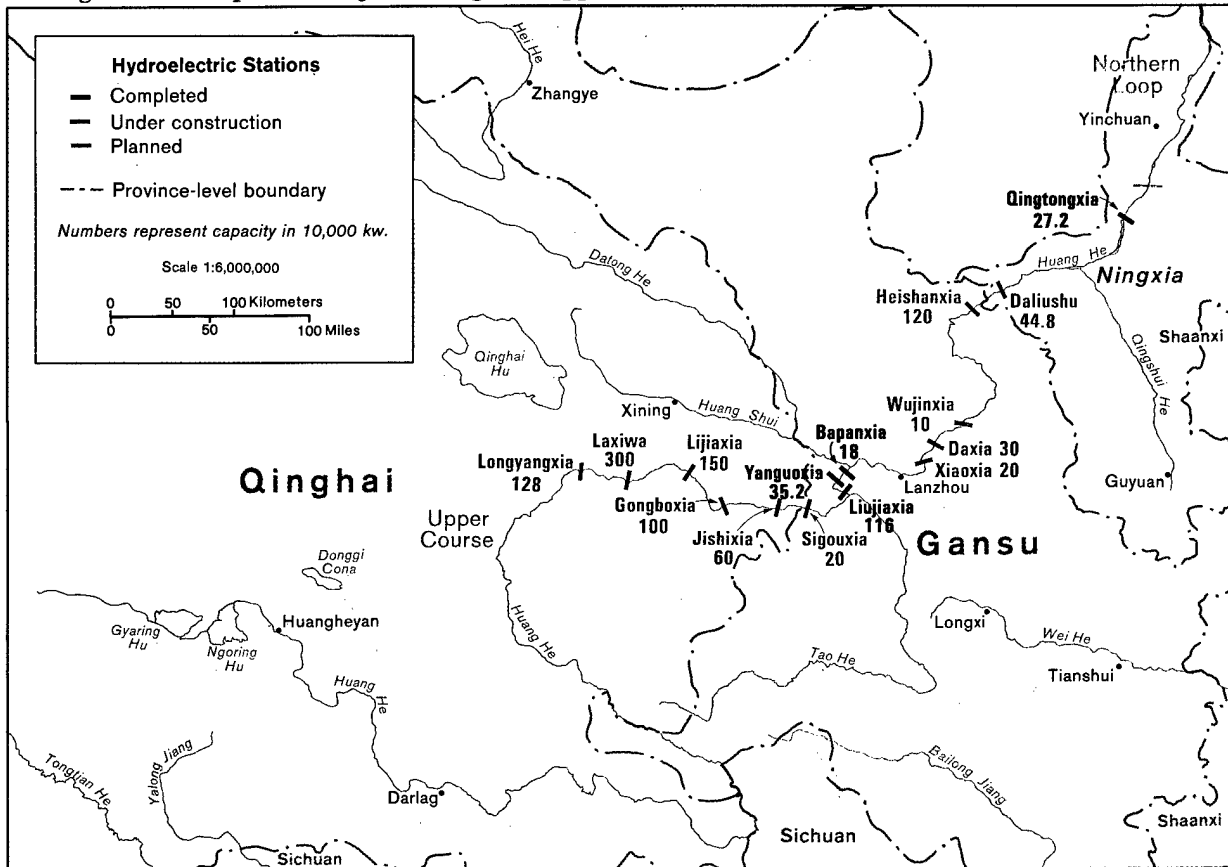 Hydroelectric Stations
Completed
Under construction
Planned
Province-level boundary
Numbers represent capacity in 10,000 kw.
Scale 1:6,000,000
0 50 100 Kilometers
0 50 100 Miles
Hei He
Zhangye
Northern
Loop
Yinchuan
Qingtongxia
27.2
Huang He
Ningxia
Datong He
Heishanxia
120
Daliushu
44.8
Shaanxi
Qingshui He
Qinghai
Hu
Xining
Huang Shui
Wujinxia
10
Bapanxia
18
Daxia 30
Xiaoxia 20
Lanzhou
Guyuan
Qinghai
Longyangxia
128
Laxiwa
300
Lijiaxia
150
Yanguoxia
35.2
Gongboxia
100
Liujiaxia
116
Jishixia
60
Sigouxia
20
Gansu
Upper
Course
Donggi
Cona
Huangheyan
Gyaring
Hu
Ngoring
Hu
Huang He
Longxi
Wei He
Tianshui
Tao He
Huang
He
Tongtian He
Yalong Jiang
Darlag
Bailong Jiang
Sichuan
Sichuan
Shaanxi